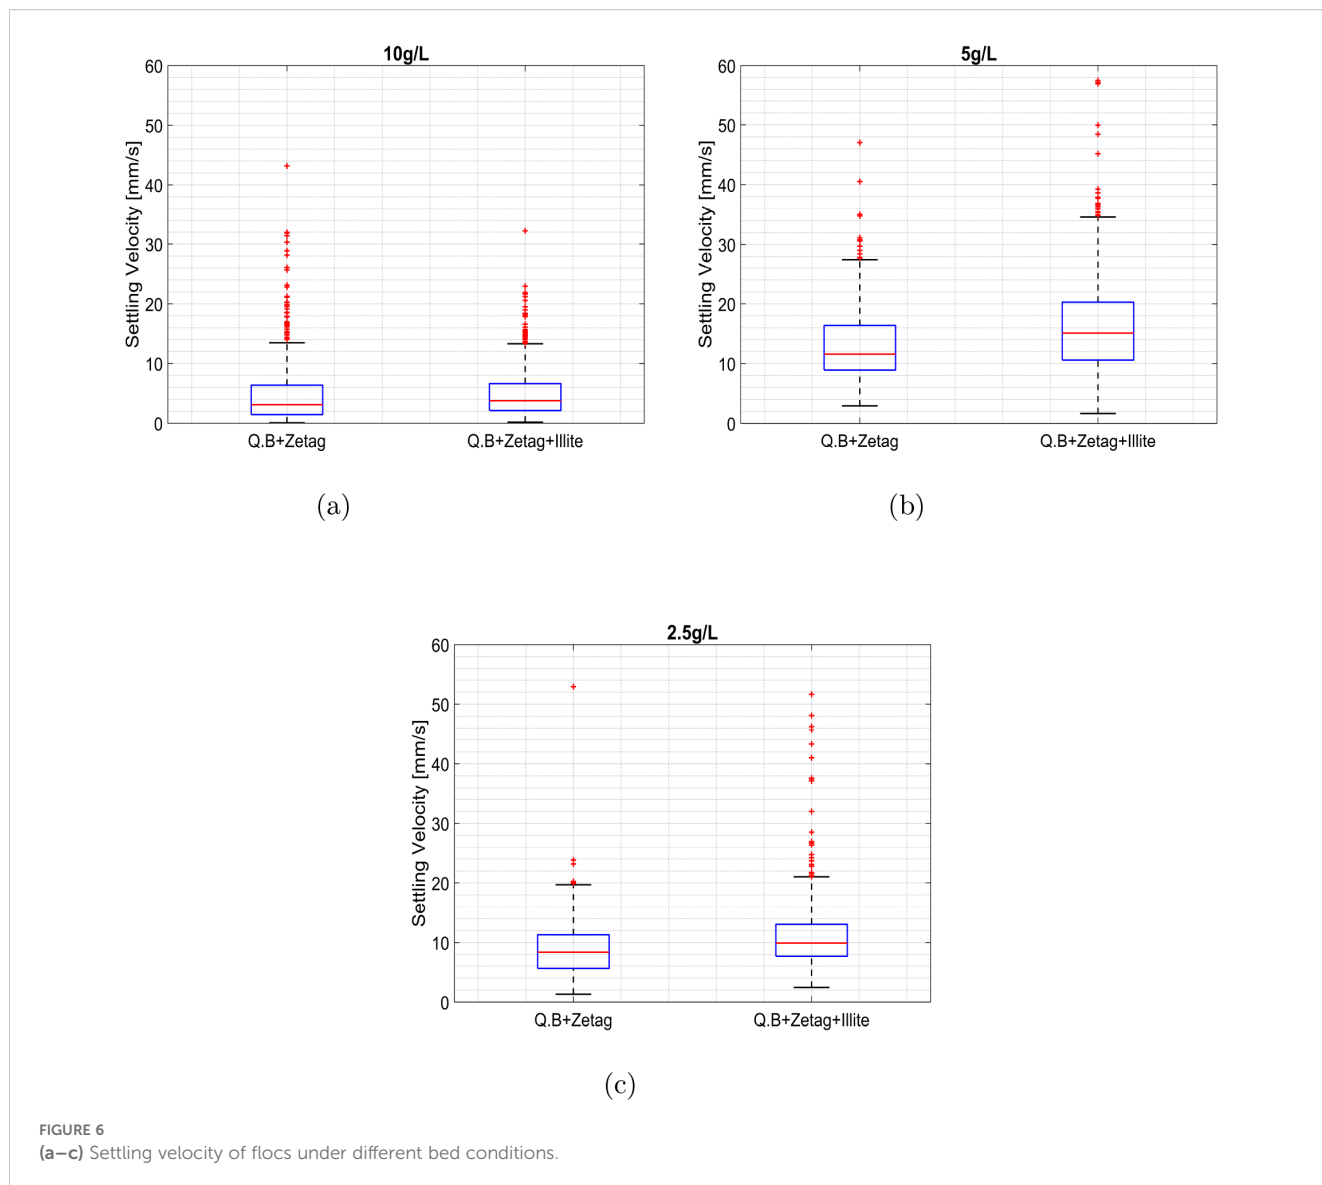 10g/L
60
50
40
30
20
10
0
Settling Velocity [mm/s]
Q.B+Zetag
Q.B+Zetag+Illite
(a)
5g/L
60
50
40
30
20
10
0
Settling Velocity [mm/s]
Q.B+Zetag
Q.B+Zetag+Illite
(b)
2.5g/L
60
50
40
30
20
10
0
Settling Velocity [mm/s]
Q.B+Zetag
Q.B+Zetag+Illite
(c)
FIGURE 6
(a–c) Settling velocity of flocs under different bed conditions.